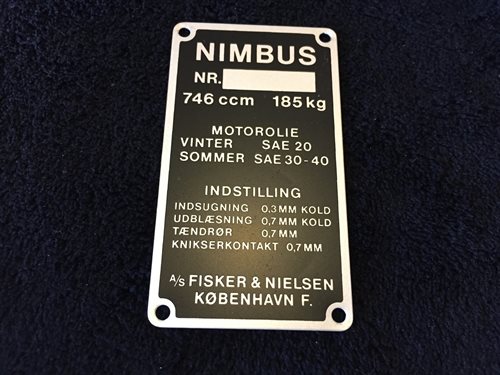 NIMBUS
NR.
746 ccm 185 kg
MOTOROLIE
VINTER SAE 20
SOMMER SAE 30-40
INDSTILLING
INDSUGNING 0,3 MM KOLD
UDBLÆSNING 0,7 MM KOLD
TÆNDRØR 0,7 MM
KNIKSERKONTAKT 0,7 MM
A/S FISKER & NIELSEN
KØBENHAVN F.